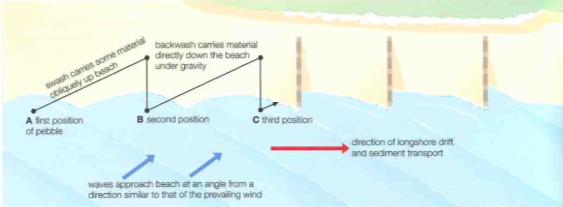 swash carries some material
obliquely up beach
backwash carries material
directly down the beach
under gravity
A first position
of pebble
B second position
C third position
direction of longshore drift
and sediment transport
waves approach beach at an angle from a
direction similar to that of the prevailing wind